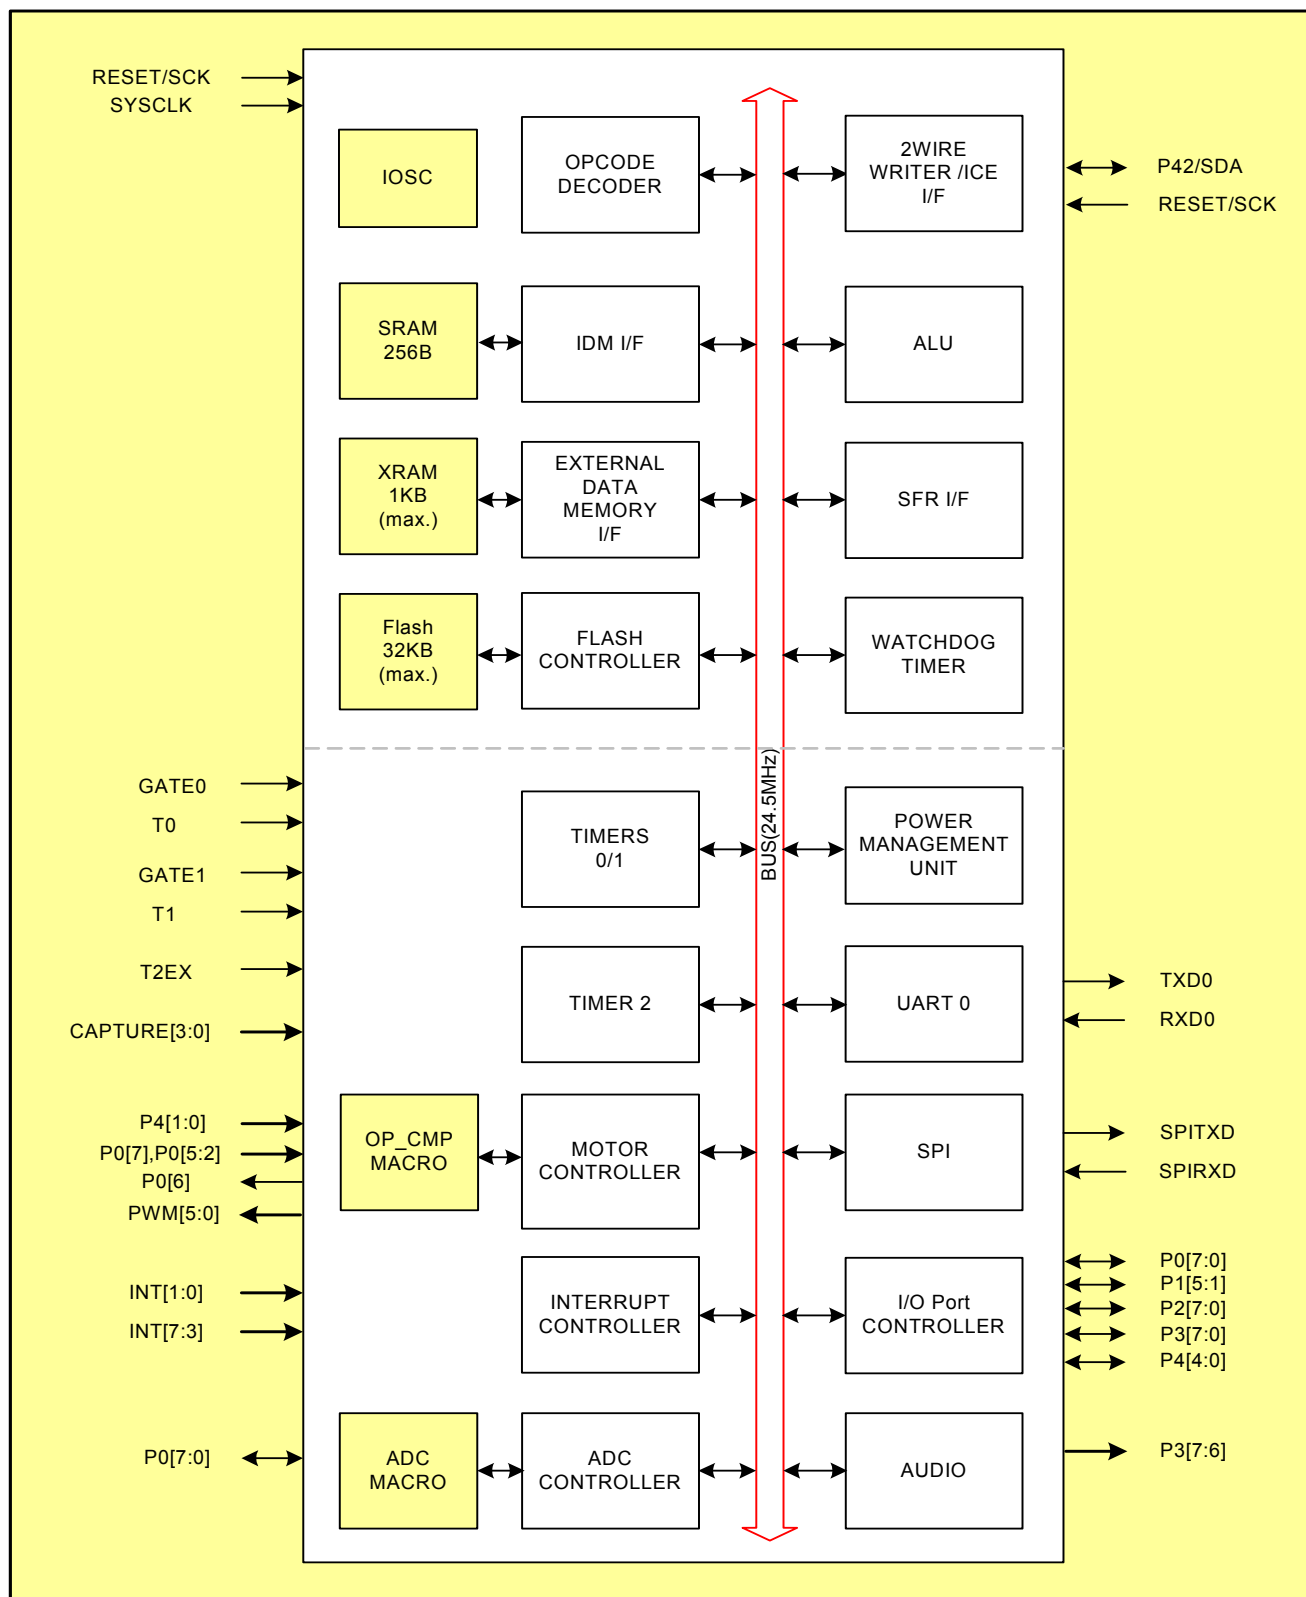 RESET/SCK
SYSCLK
IOSC
OPCODE
DECODER
2WIRE
WRITER /ICE
I/F
P42/SDA
RESET/SCK
SRAM
256B
IDM I/F
ALU
XRAM
1KB
(max.)
EXTERNAL
DATA
MEMORY
I/F
SFR I/F
Flash
32KB
(max.)
FLASH
CONTROLLER
WATCHDOG
TIMER
BUS(24.5MHz)
GATE0
T0
GATE1
T1
TIMERS
0/1
POWER
MANAGEMENT
UNIT
T2EX
CAPTURE[3:0]
TIMER 2
UART 0
TXD0
RXD0
P4[1:0]
P0[7],P0[5:2]
P0[6]
PWM[5:0]
OP_CMP
MACRO
MOTOR
CONTROLLER
SPI
SPITXD
SPIRXD
INT[1:0]
INT[7:3]
INTERRUPT
CONTROLLER
I/O Port
CONTROLLER
P0[7:0]
P1[5:1]
P2[7:0]
P3[7:0]
P4[4:0]
P0[7:0]
ADC
MACRO
ADC
CONTROLLER
AUDIO
P3[7:6]